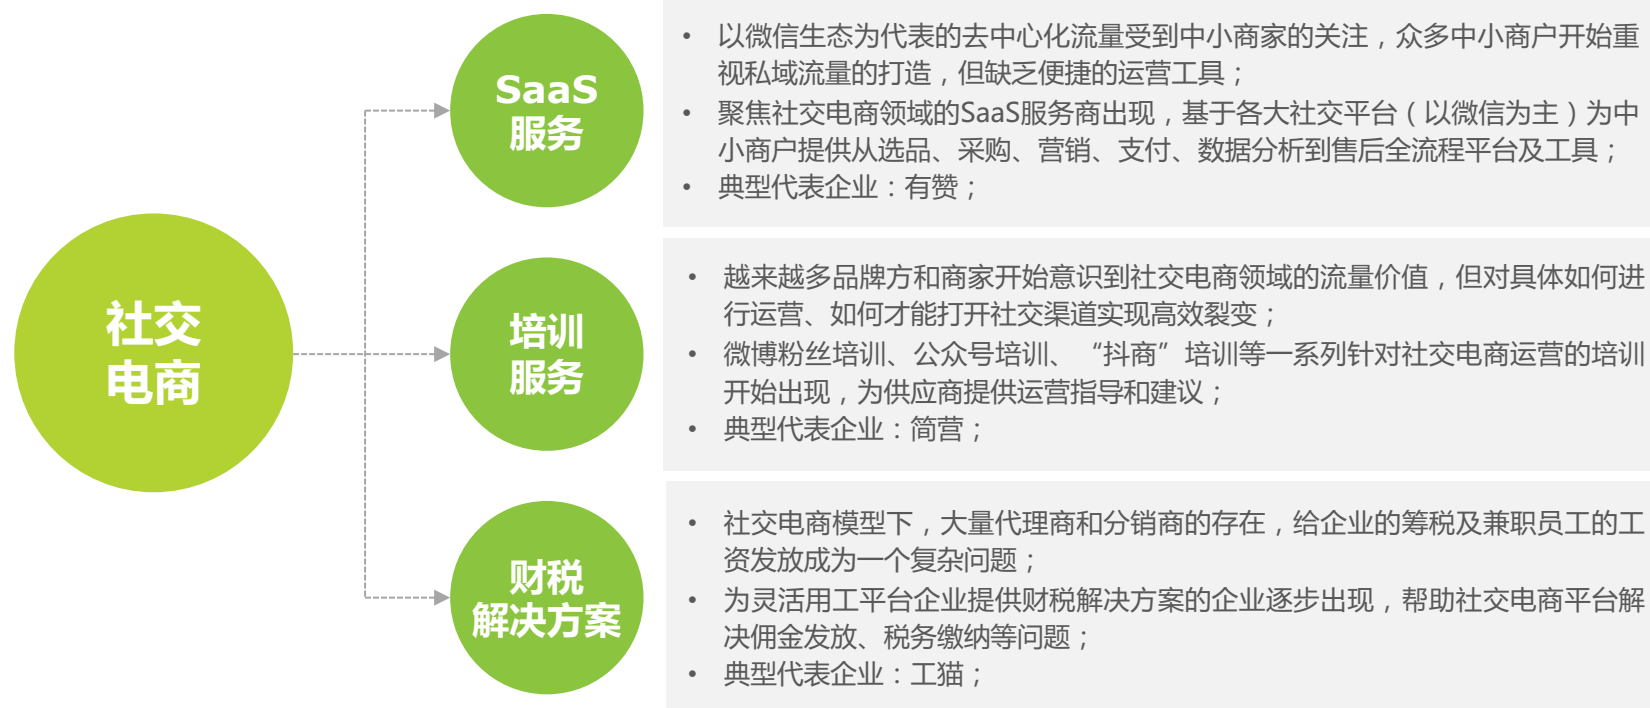 社交
电商
SaaS
服务
• 以微信生态为代表的去中心化流量受到中小商家的关注，众多中小商户开始重
视私域流量的打造，但缺乏便捷的运营工具；
• 聚焦社交电商领域的SaaS服务商出现，基于各大社交平台（以微信为主）为中
小商户提供从选品、采购、营销、支付、数据分析到售后全流程平台及工具；
• 典型代表企业：有赞；
培训
服务
• 越来越多品牌方和商家开始意识到社交电商领域的流量价值，但对具体如何进
行运营、如何才能打开社交渠道实现高效裂变；
• 微博粉丝培训、公众号培训、“抖商”培训等一系列针对社交电商运营的培训
开始出现，为供应商提供运营指导和建议；
• 典型代表企业：简营；
财税
解决方案
• 社交电商模型下，大量代理商和分销商的存在，给企业的筹税及兼职员工的工
资发放成为一个复杂问题；
• 为灵活用工平台企业提供财税解决方案的企业逐步出现，帮助社交电商平台解
决佣金发放、税务缴纳等问题；
• 典型代表企业：工猫；